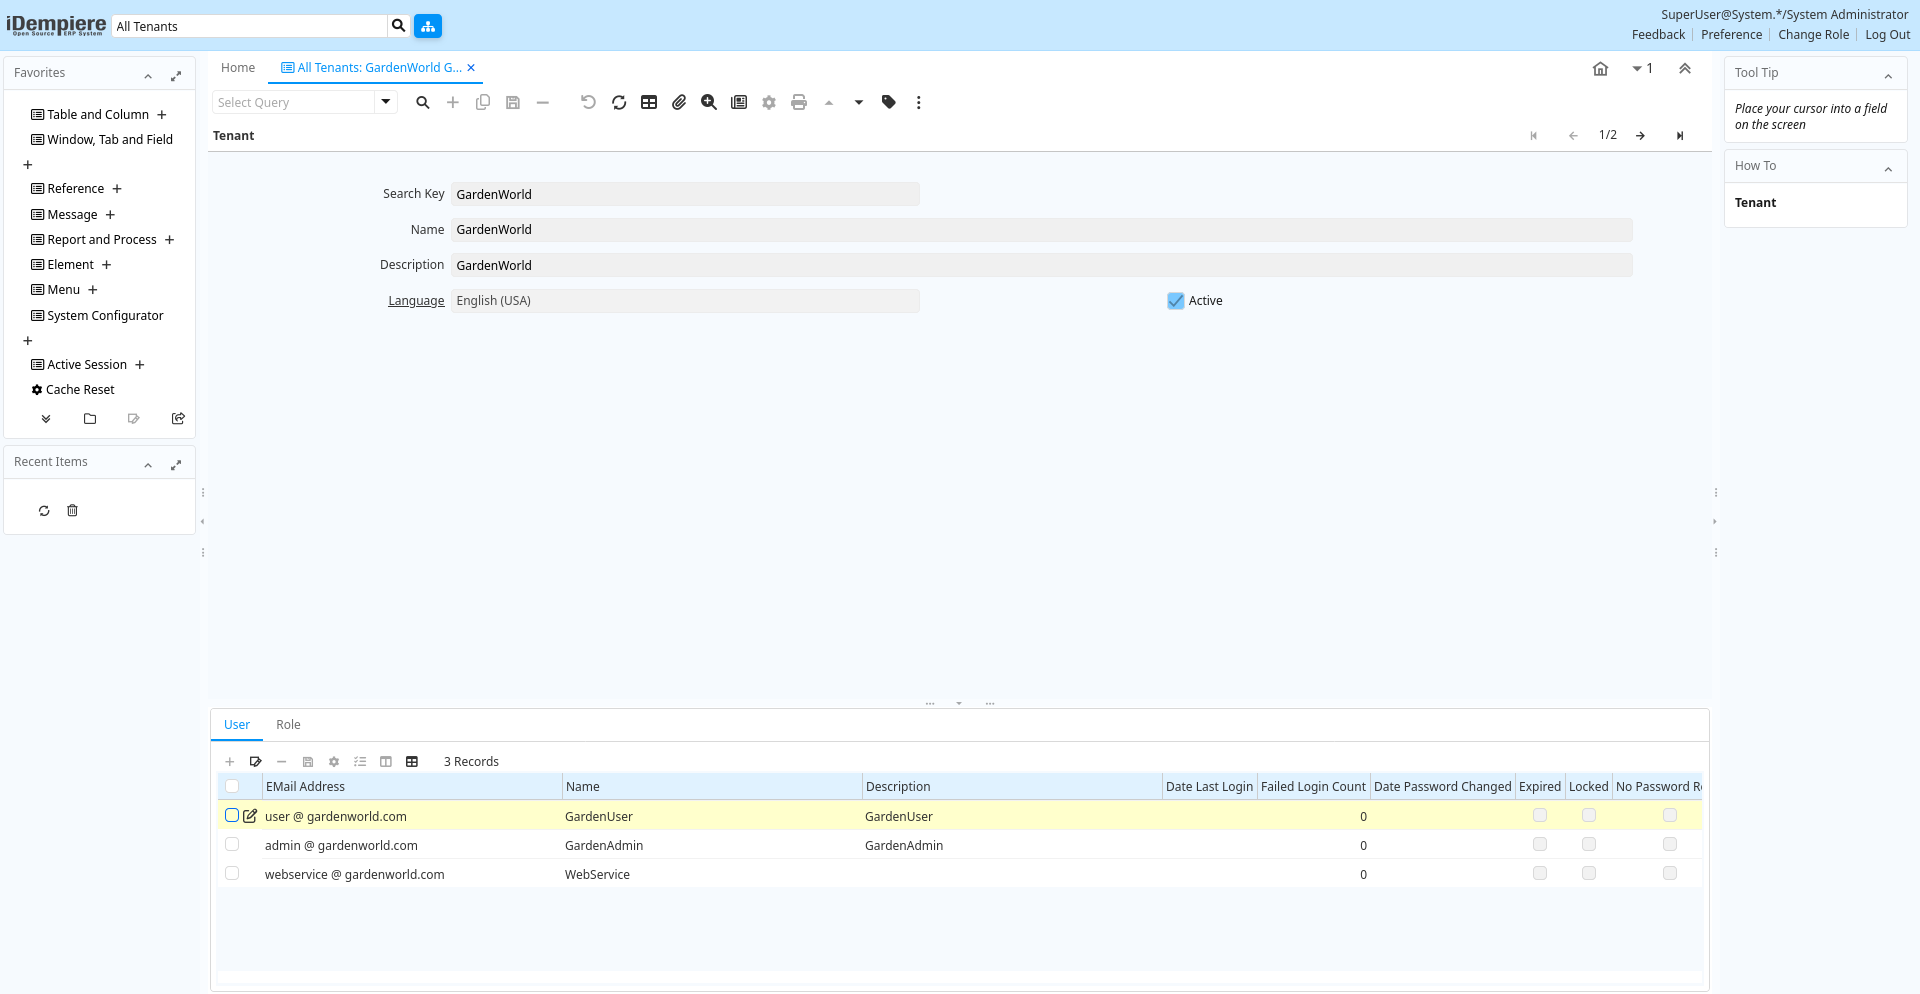 iDempiere
Open Source ERP System
All Tenants
SuperUser@System.*/System Administrator
Feedback
Preference
Change Role
Log Out
Favorites
Table and Column
Window, Tab and Field
Reference
Message
Report and Process
Element
Menu
System Configurator
Active Session
Cache Reset
Recent Items
Home
All Tenants: GardenWorld G...
1
Select Query
Tenant
1/2
Search Key GardenWorld
Name GardenWorld
Description GardenWorld
Language English (USA)
Active
Tool Tip
Place your cursor into a field
on the screen
How To
Tenant
User
Role
3 Records
EMail Address Name Description Date Last Login Failed Login Count Date Password Changed Expired Locked No Password R
user @ gardenworld.com GardenUser GardenUser 0
admin @ gardenworld.com GardenAdmin GardenAdmin 0
webservice @ gardenworld.com WebService 0